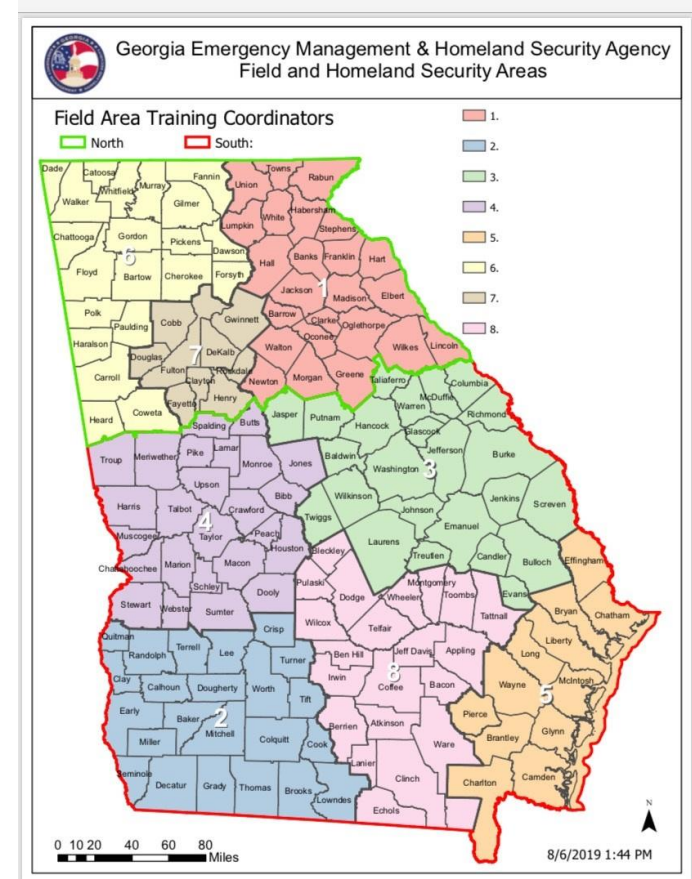 Georgia Emergency Management & Homeland Security Agency
Field and Homeland Security Areas
Field Area Training Coordinators
North
South:
1.
2.
3.
4.
5.
6.
7.
8.
Dade
Catoosa
Whitfield
Murray
Fannin
Walker
Gilmer
Chattooga
Gordon
Pickens
Dawson
6
Floyd
Bartow
Cherokee
Forsyth
Polk
Paulding
Haralson
Carroll
Heard
Coweta
Towns
Rabun
Union
Lumpkin
White
Habersham
Stephens
Hall
Banks
Franklin
Hart
1
Jackson
Madison
Elbert
Barrow
Clarke
Oglethorpe
Oconee
Walton
Wilkes
Lincoln
Newton
Morgan
Greene
Cobb
Gwinnett
7
Douglas
DeKalb
Fulton
Rockdale
Clayton
Fayette
Henry
Taliaferro
Columbia
McDuffie
Warren
Richmond
Jasper
Putnam
Hancock
Glascock
Jefferson
Burke
Baldwin
Washington
3
Wilkinson
Johnson
Jenkins
Screven
Twiggs
Emanuel
Laurens
Treutlen
Candler
Bulloch
Evans
Spalding
Butts
Troup
Meriwether
Pike
Lamar
Monroe
Jones
Upson
Bibb
Harris
Talbot
Crawford
4
Muscogee
Taylor
Peach
Houston
Chattahoochee
Marion
Macon
Schley
Dooly
Stewart
Webster
Sumter
Quitman
Crisp
Randolph
Terrell
Lee
Turner
Clay
Calhoun
Dougherty
Worth
Tift
Early
Baker
2
Mitchell
Miller
Colquitt
Cook
Seminole
Decatur
Grady
Thomas
Brooks
Lowndes
Bleckley
Pulaski
Dodge
Montgomery
Wheeler
Toombs
Tattnall
Wilcox
Telfair
Ben Hill
Jeff Davis
Appling
8
Irwin
Coffee
Bacon
Berrien
Atkinson
Ware
Lanier
Clinch
Echols
Effingham
Bryan
Chatham
Liberty
Long
McIntosh
5
Wayne
Pierce
Brantley
Glynn
Charlton
Camden
N
0 10 20 40 60 80
Miles
8/6/2019 1:44 PM